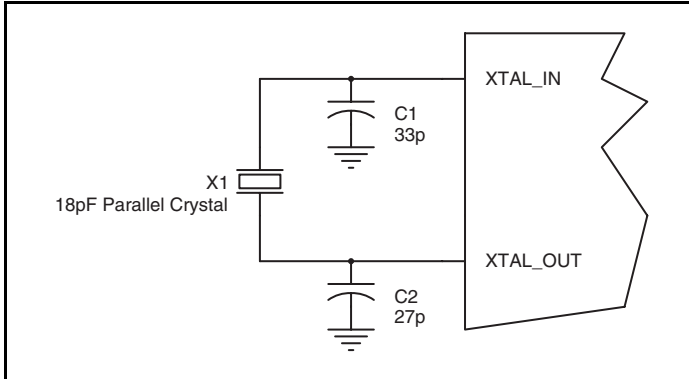 XTAL_IN
C1
33p
X1
18pF Parallel Crystal
XTAL_OUT
C2
27p